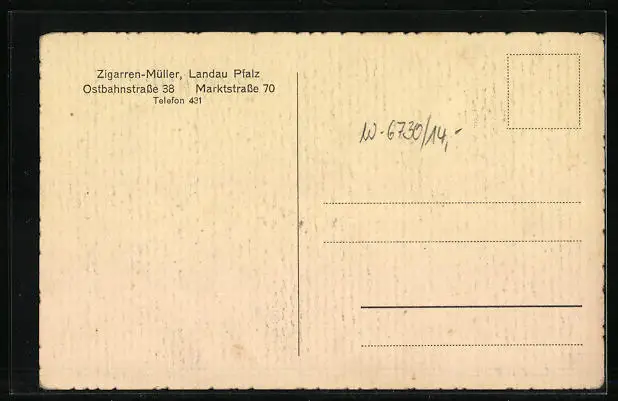 Zigarren-Müller, Landau Pfalz
Ostbahnstraße 38 Marktstraße 70
Telefon 431
W-6730/14,-